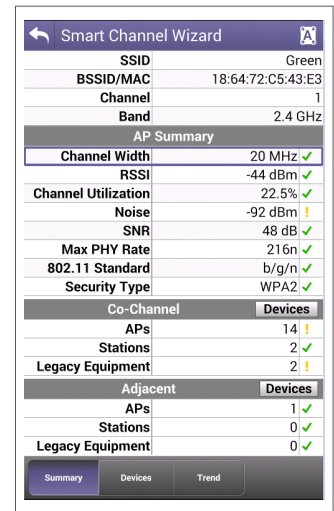 Smart Channel Wizard A
SSID Green
BSSID/MAC 18:64:72:C5:43:E3
Channel 1
Band 2.4 GHz
AP Summary
Channel Width 20 MHz ✓
RSSI -44 dBm ✓
Channel Utilization 22.5% ✓
Noise -92 dBm !
SNR 48 dB ✓
Max PHY Rate 216n ✓
802.11 Standard b/g/n ✓
Security Type WPA2 ✓
Co-Channel Devices
APs 14 !
Stations 2 ✓
Legacy Equipment 2 !
Adjacent Devices
APs 1 ✓
Stations 0 ✓
Legacy Equipment 0 ✓
Summary Devices Trend